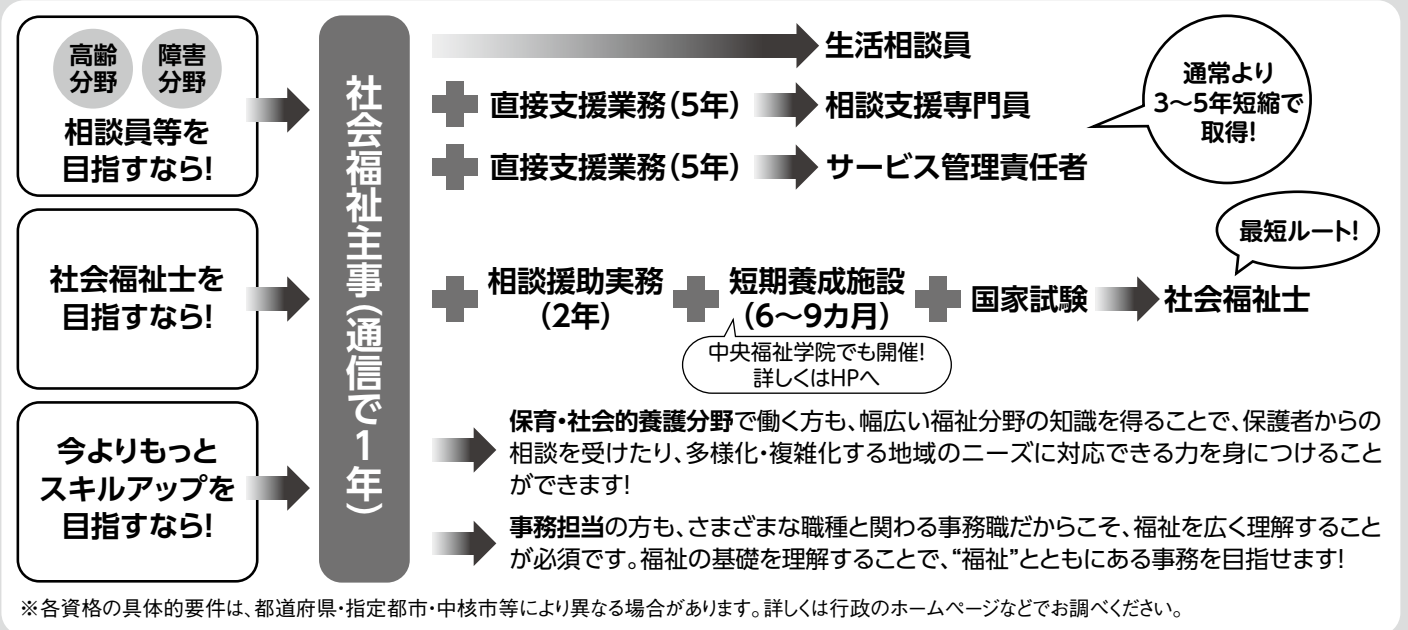 高齢
分野
障害
分野
相談員等を
目指すなら!
社会福祉士を
目指すなら!
今よりもっと
スキルアップを
目指すなら!
社会福祉主事(通信で1年)
生活相談員
直接支援業務(5年)
相談支援専門員
直接支援業務(5年)
サービス管理責任者
通常より
3~5年短縮で
取得!
相談援助実務
(2年)
短期養成施設
(6~9カ月)
中央福祉学院でも開催!
詳しくはHPへ
国家試験
社会福祉士
最短ルート!
保育・社会的養護分野で働く方も、幅広い福祉分野の知識を得ることで、保護者からの
相談を受けたり、多様化・複雑化する地域のニーズに対応できる力を身につけること
ができます!
事務担当の方も、さまざまな職種と関わる事務職だからこそ、福祉を広く理解すること
が必須です。福祉の基礎を理解することで、“福祉”とともにある事務を目指せます!
※各資格の具体的要件は、都道府県・指定都市・中核市等により異なる場合があります。詳しくは行政のホームページなどでお調べください。